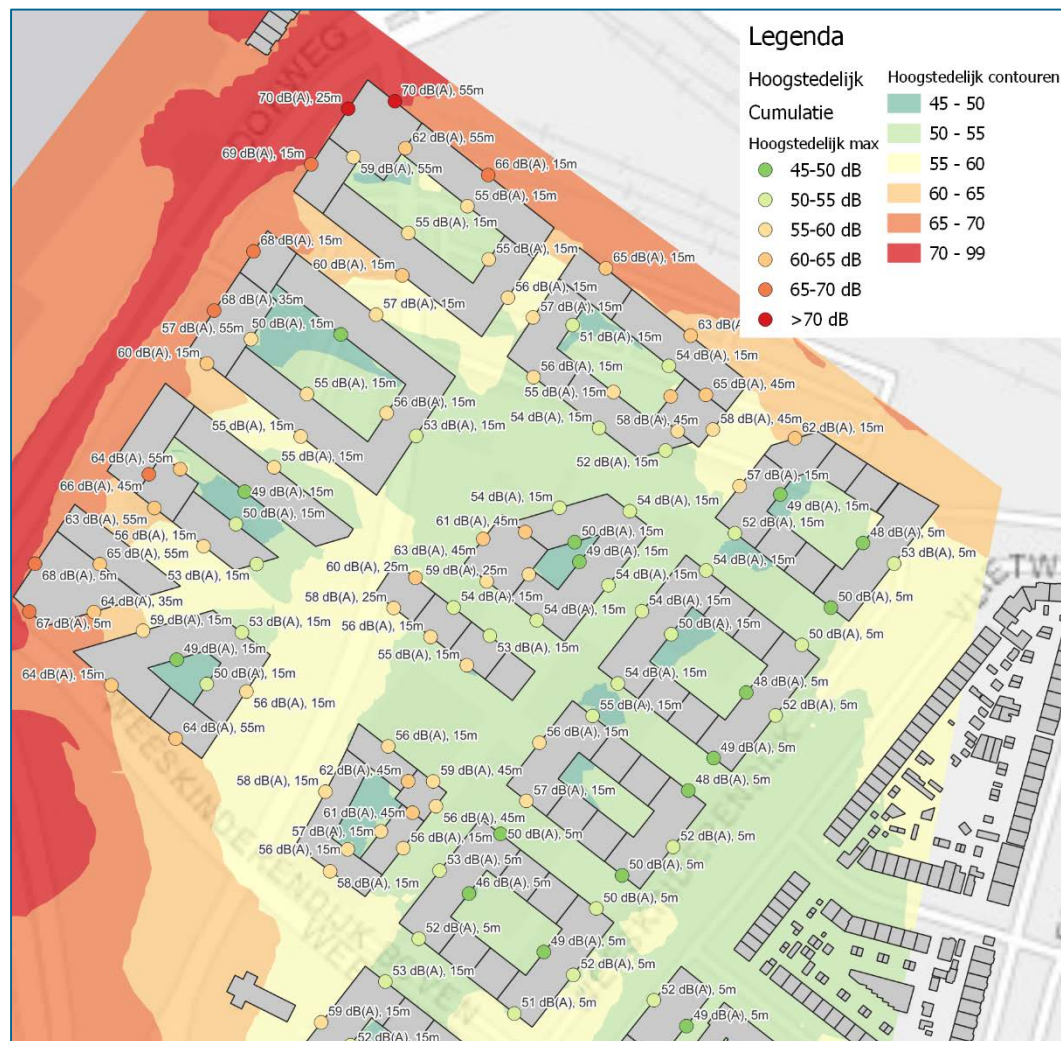 Legenda
Hoogstedelijk
Cumulatie
Hoogstedelijk max
45-50 dB
50-55 dB
55-60 dB
60-65 dB
65-70 dB
>70 dB
Hoogstedelijk contouren
45 - 50
50 - 55
55 - 60
60 - 65
65 - 70
70 - 99
70 dB(A), 25m
70 dB(A), 55m
62 dB(A), 55m
69 dB(A), 15m
59 dB(A), 55m
66 dB(A), 15m
55 dB(A), 15m
55 dB(A), 15m
55 dB(A), 15m
68 dB(A), 15m
60 dB(A), 15m
65 dB(A), 15m
56 dB(A), 15m
68 dB(A), 35m
57 dB(A), 15m
57 dB(A), 15m
57 dB(A), 55m
50 dB(A), 15m
51 dB(A), 15m
63 dB(A)
60 dB(A), 15m
54 dB(A), 15m
56 dB(A), 15m
55 dB(A), 15m
55 dB(A), 15m
65 dB(A), 45m
56 dB(A), 15m
54 dB(A), 15m
58 dB(A), 45m
58 dB(A), 45m
53 dB(A), 15m
55 dB(A), 15m
62 dB(A), 15m
52 dB(A), 15m
64 dB(A), 55m
55 dB(A), 15m
66 dB(A), 45m
49 dB(A), 15m
57 dB(A), 15m
49 dB(A), 15m
63 dB(A), 55m
50 dB(A), 15m
54 dB(A), 15m
54 dB(A), 15m
52 dB(A), 15m
61 dB(A), 45m
50 dB(A), 15m
48 dB(A), 5m
56 dB(A), 15m
65 dB(A), 55m
63 dB(A), 45m
49 dB(A), 15m
54 dB(A), 15m
53 dB(A), 5m
68 dB(A), 5m
53 dB(A), 15m
60 dB(A), 25m
59 dB(A), 25m
54 dB(A), 15m
67 dB(A), 5m
64 dB(A), 35m
58 dB(A), 25m
54 dB(A), 15m
54 dB(A), 15m
54 dB(A), 15m
50 dB(A), 5m
VLIETW
59 dB(A), 15m
53 dB(A), 15m
56 dB(A), 15m
53 dB(A), 15m
50 dB(A), 15m
50 dB(A), 5m
49 dB(A), 15m
55 dB(A), 15m
64 dB(A), 15m
50 dB(A), 15m
54 dB(A), 15m
48 dB(A), 5m
56 dB(A), 15m
55 dB(A), 15m
52 dB(A), 5m
64 dB(A), 55m
56 dB(A), 15m
56 dB(A), 15m
49 dB(A), 5m
58 dB(A), 15m
62 dB(A), 45m
59 dB(A), 45m
48 dB(A), 5m
57 dB(A), 15m
61 dB(A), 45m
56 dB(A), 45m
57 dB(A), 15m
56 dB(A), 15m
50 dB(A), 5m
52 dB(A), 5m
56 dB(A), 15m
53 dB(A), 5m
50 dB(A), 5m
58 dB(A), 15m
46 dB(A), 5m
50 dB(A), 5m
52 dB(A), 5m
49 dB(A), 5m
53 dB(A), 15m
52 dB(A), 5m
51 dB(A), 5m
52 dB(A), 5m
59 dB(A), 15m
49 dB(A), 5m
52 dB(A), 15m